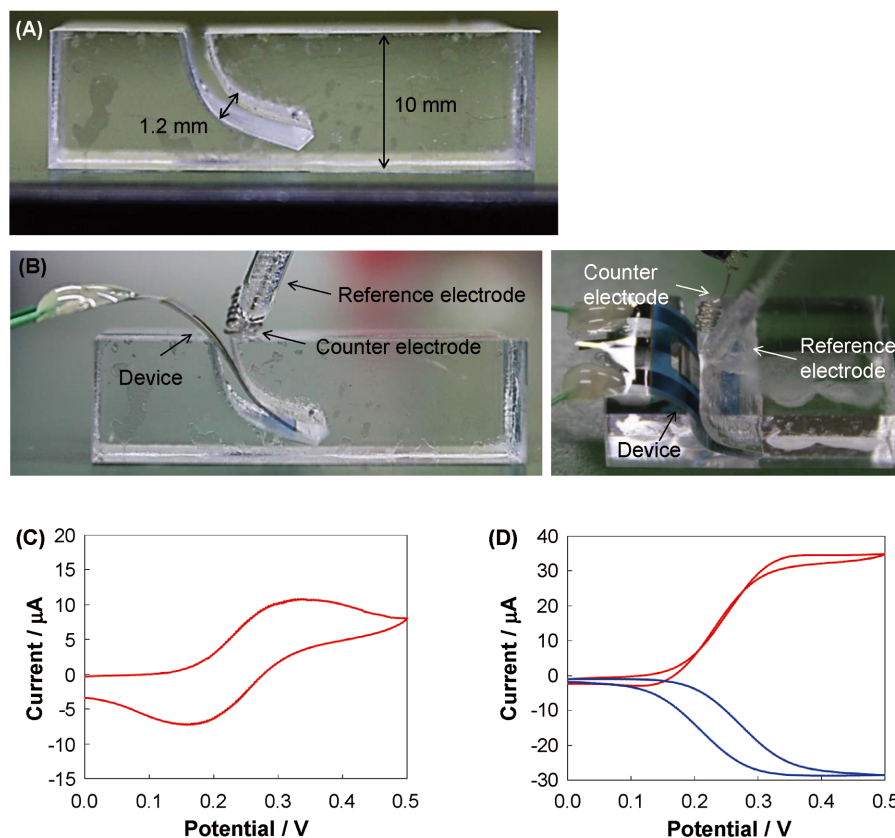 (A)
1.2 mm
10 mm
(B)
Reference electrode
Counter electrode
Device
Counter
electrode
Reference
electrode
Device
(C)
20
15
10
5
0
-5
-10
-15
Current / μA
0.0 0.1 0.2 0.3 0.4 0.5
Potential / V
(D)
40
30
20
10
0
-10
-20
-30
Current / μA
0.0 0.1 0.2 0.3 0.4 0.5
Potential / V